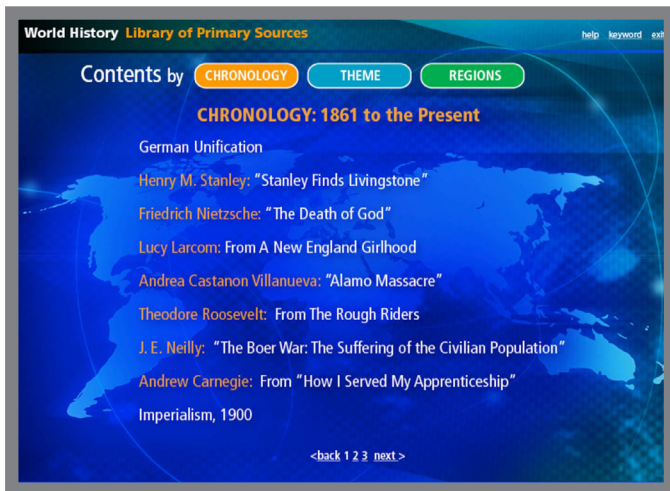 World History Library of Primary Sources
help keyword exit
Contents by CHRONOLOGY THEME REGIONS
CHRONOLOGY: 1861 to the Present
German Unification
Henry M. Stanley: “Stanley Finds Livingstone”
Friedrich Nietzsche: “The Death of God”
Lucy Larcom: From A New England Girlhood
Andrea Castanon Villanueva: “Alamo Massacre”
Theodore Roosevelt: From The Rough Riders
J. E. Neilly: “The Boer War: The Suffering of the Civilian Population”
Andrew Carnegie: From “How I Served My Apprenticeship”
Imperialism, 1900
<back 1 2 3 next >